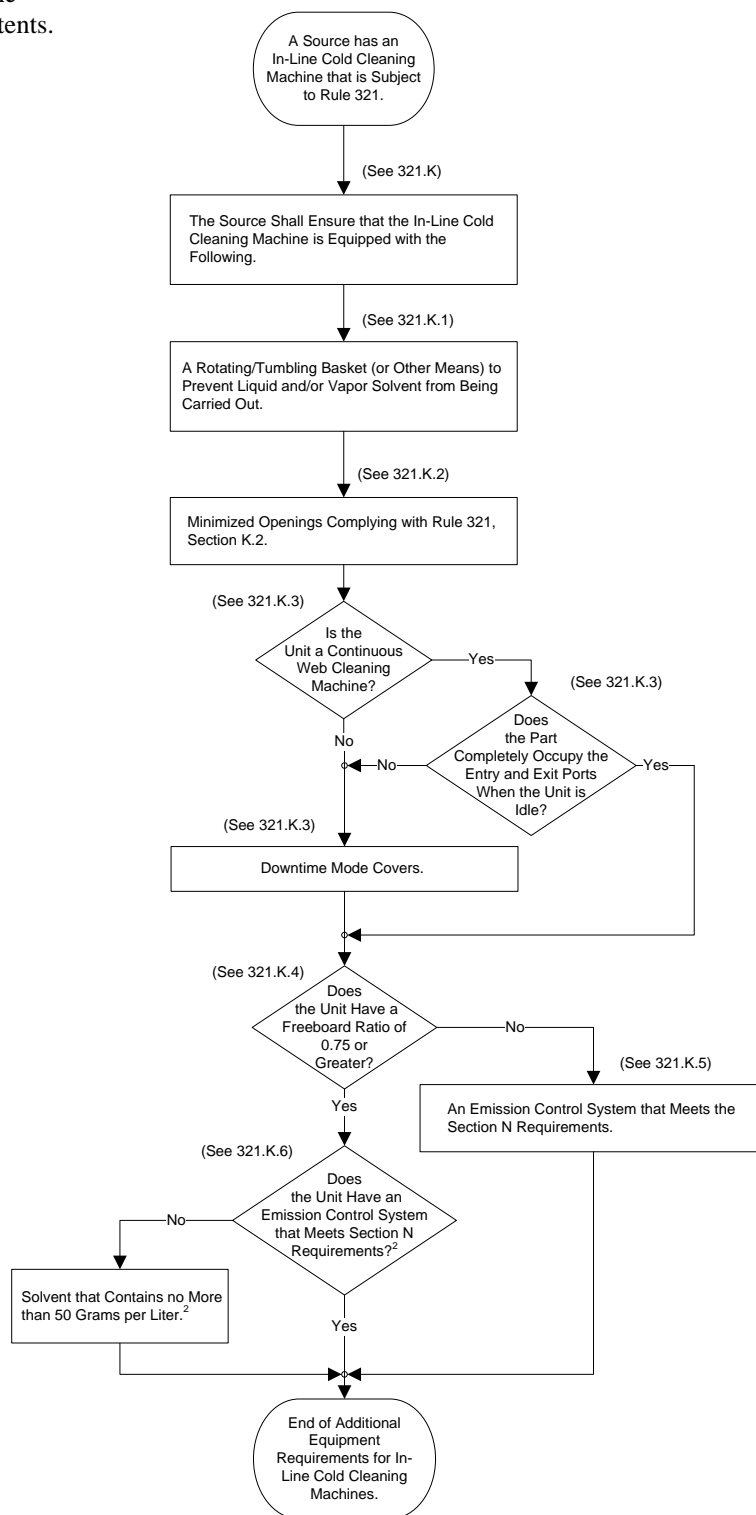 tents.
A Source has an
In-Line Cold Cleaning
Machine that is Subject
to Rule 321.
(See 321.K)
The Source Shall Ensure that the In-Line Cold
Cleaning Machine is Equipped with the
Following.
(See 321.K.1)
A Rotating/Tumbling Basket (or Other Means) to
Prevent Liquid and/or Vapor Solvent from Being
Carried Out.
(See 321.K.2)
Minimized Openings Complying with Rule 321,
Section K.2.
(See 321.K.3)
Is the
Unit a Continuous
Web Cleaning
Machine?
Yes
No
(See 321.K.3)
Does
the Part
Completely Occupy the
Entry and Exit Ports
When the Unit is
Idle?
No
Yes
(See 321.K.3)
Downtime Mode Covers.
(See 321.K.4)
Does
the Unit Have a
Freeboard Ratio of
0.75 or
Greater?
No
Yes
(See 321.K.5)
An Emission Control System that Meets the
Section N Requirements.
(See 321.K.6)
Does
the Unit Have an
Emission Control System
that Meets Section N
Requirements?2
No
Yes
Solvent that Contains no More
than 50 Grams per Liter.2
End of Additional
Equipment
Requirements for In-
Line Cold Cleaning
Machines.